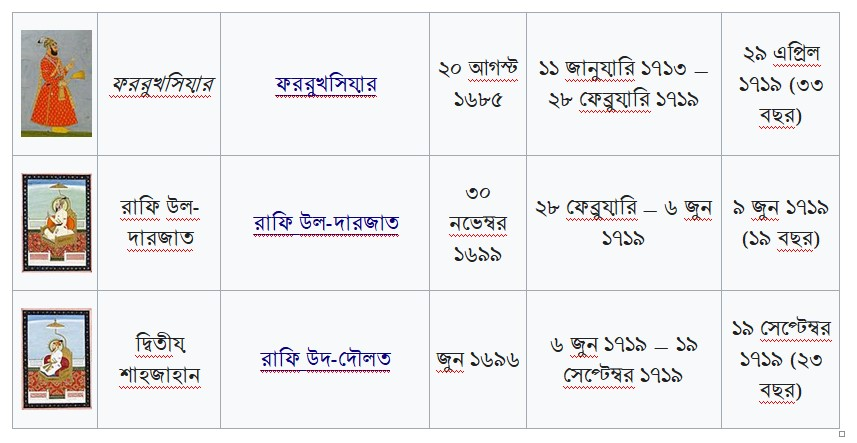 ফররুখসিয়ার
ফররুখসিয়ার
২০ আগস্ট
১৬৮৫
১১ জানুয়ারি ১৭১৩ –
২৮ ফেব্রুয়ারি ১৭১৯
২৯ এপ্রিল
১৭১৯ (৩৩
বছর)
রাফি উল-
দারজাত
রাফি উল-দারজাত
৩০
নভেম্বর
১৬৯৯
২৮ ফেব্রুয়ারি – ৬ জুন
১৭১৯
৯ জুন ১৭১৯
(১৯ বছর)
দ্বিতীয়
শাহজাহান
রাফি উদ-দৌলত
জুন ১৬৯৬
৬ জুন ১৭১৯ – ১৯
সেপ্টেম্বর ১৭১৯
১৯ সেপ্টেম্বর
১৭১৯ (২৩
বছর)